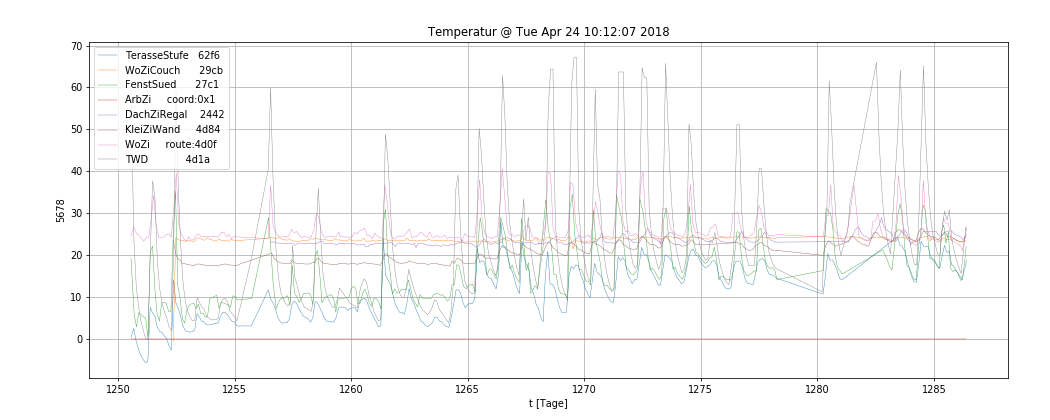 Temperatur @ Tue Apr 24 10:12:07 2018
70
60
50
40
30
20
10
0
5678
TerasseStufe 62f6
WoZiCouch 29cb
FenstSued 27c1
ArbZi coord:0x1
DachZiRegal 2442
KleiZiWand 4d84
WoZi route:4d0f
TWD 4d1a
1250 1255 1260 1265 1270 1275 1280 1285
t [Tage]